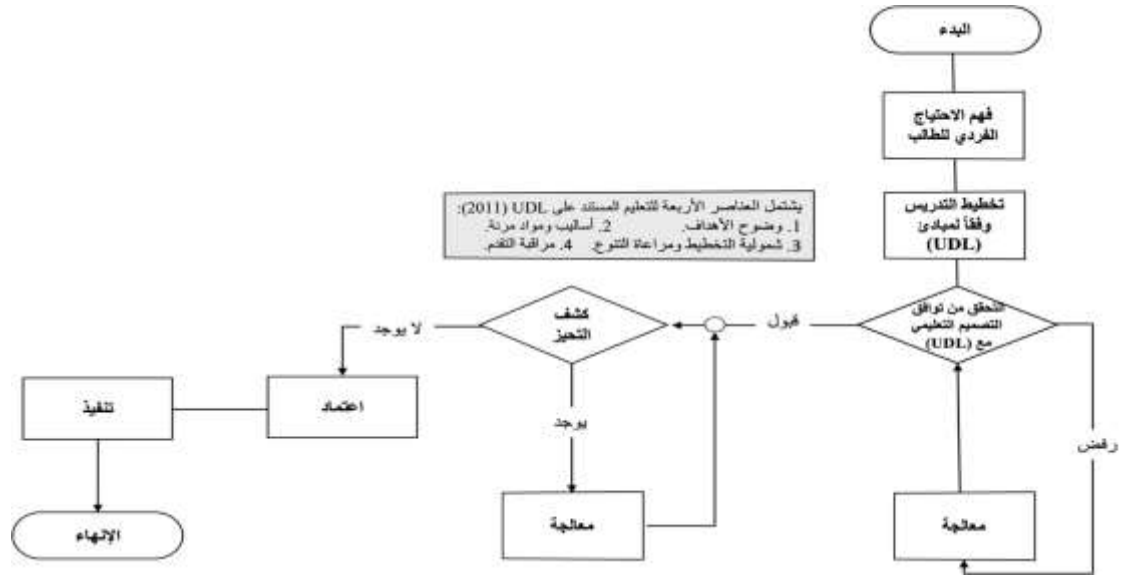 البدء
فهم الاحتياج
الفردي للطالب
تخطيط التدريس
وفقاً لمبادئ
(UDL)
يشتمل العناصر الأربعة للتعليم المستند على UDL (2011):
1. وضوح الأهداف. 2. أساليب ومواد مرنة.
3. شمولية التخطيط ومراعاة التنوع. 4. مراقبة التقدم.
التحقق من توافق
التصميم التعليمي
مع (UDL)
قبول
كشف
التحيز
لا يوجد
رفض
يوجد
اعتماد
تنفيذ
معالجة
معالجة
الإنهاء